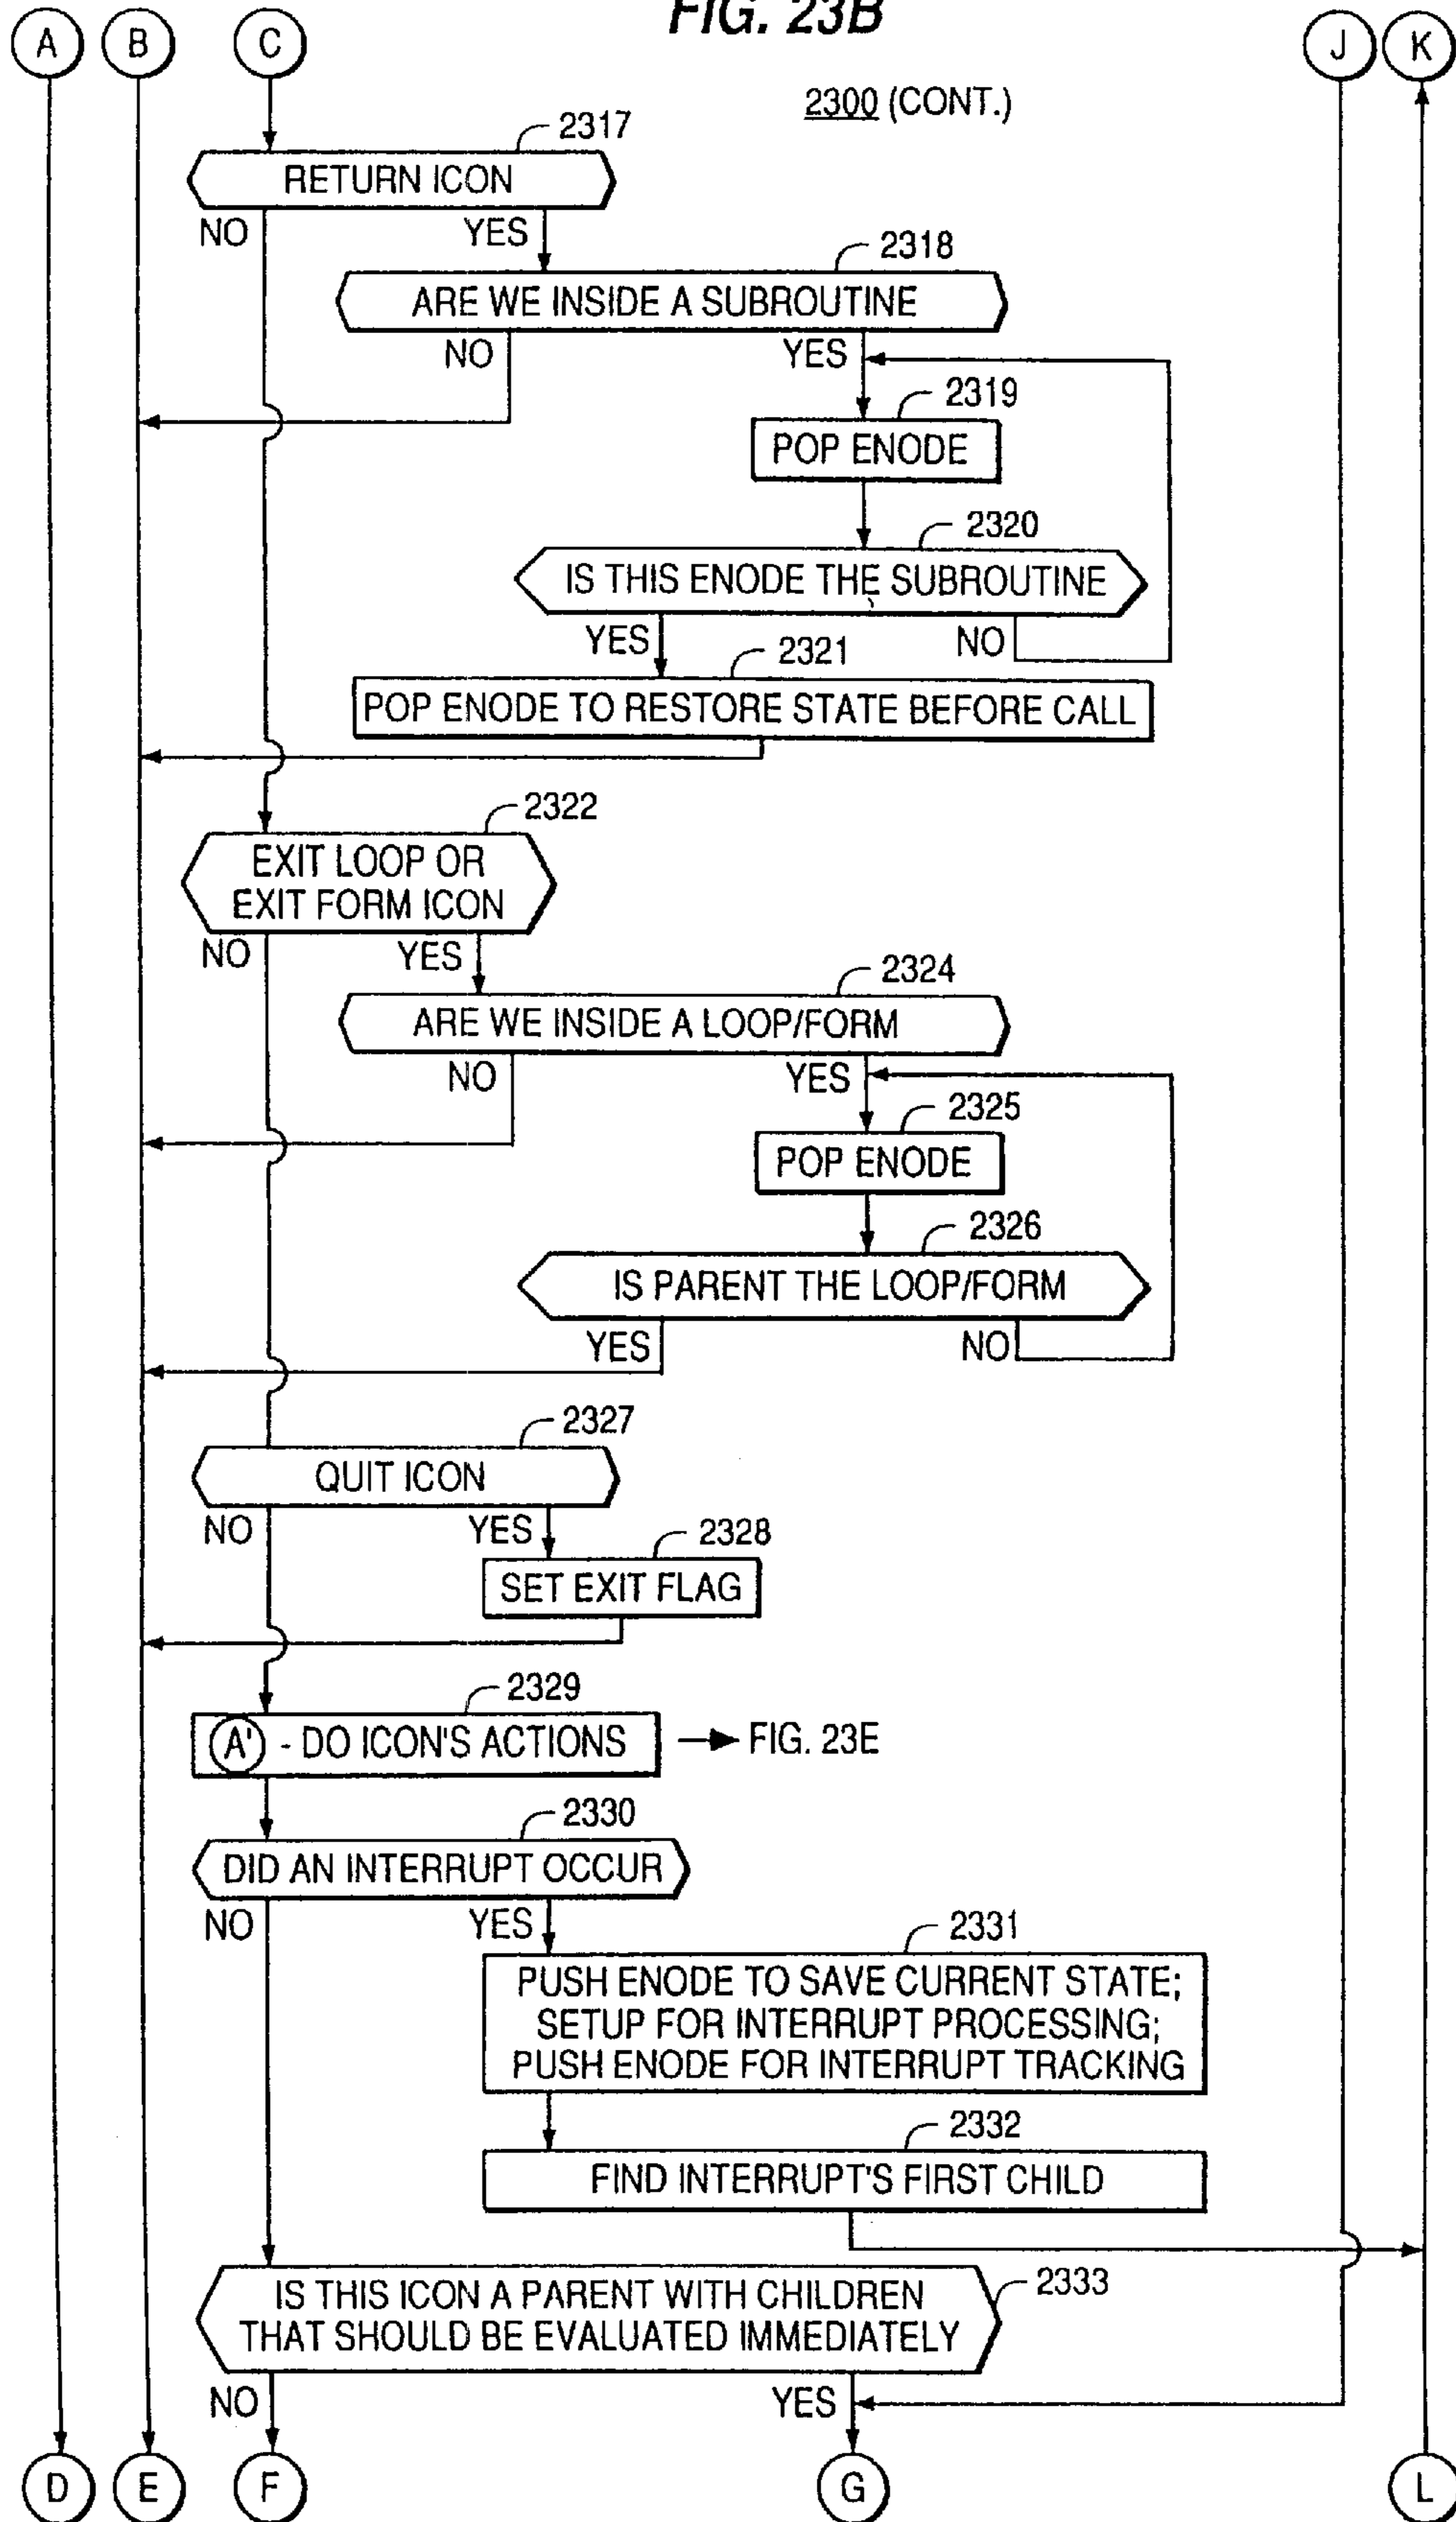 FIG. 23B
A B C J K
2300 (CONT.)
2317
RETURN ICON
NO YES
2318
ARE WE INSIDE A SUBROUTINE
NO YES
2319
POP ENODE
2320
IS THIS ENODE THE SUBROUTINE
YES NO
2321
POP ENODE TO RESTORE STATE BEFORE CALL
2322
EXIT LOOP OR
EXIT FORM ICON
NO YES
2324
ARE WE INSIDE A LOOP/FORM
NO YES
2325
POP ENODE
2326
IS PARENT THE LOOP/FORM
YES NO
2327
QUIT ICON
NO YES
2328
SET EXIT FLAG
2329
A' - DO ICON'S ACTIONS FIG. 23E
2330
DID AN INTERRUPT OCCUR
NO YES
2331
PUSH ENODE TO SAVE CURRENT STATE;
SETUP FOR INTERRUPT PROCESSING;
PUSH ENODE FOR INTERRUPT TRACKING
2332
FIND INTERRUPT'S FIRST CHILD
2333
IS THIS ICON A PARENT WITH CHILDREN
THAT SHOULD BE EVALUATED IMMEDIATELY
NO YES
D E F G L